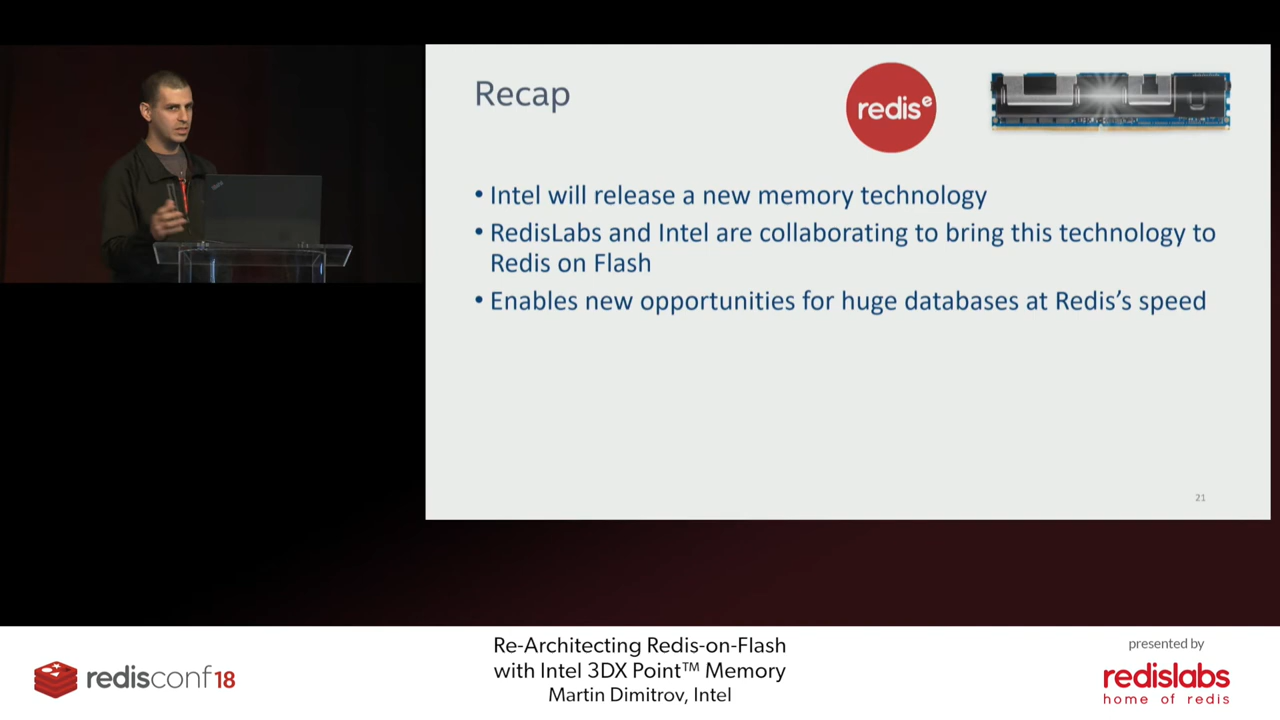 Recap
redis e
• Intel will release a new memory technology
• RedisLabs and Intel are collaborating to bring this technology to
Redis on Flash
• Enables new opportunities for huge databases at Redis's speed
21
redisconf18
Re-Architecting Redis-on-Flash
with Intel 3DX Point™ Memory
Martin Dimitrov, Intel
presented by
redislabs
home of redis